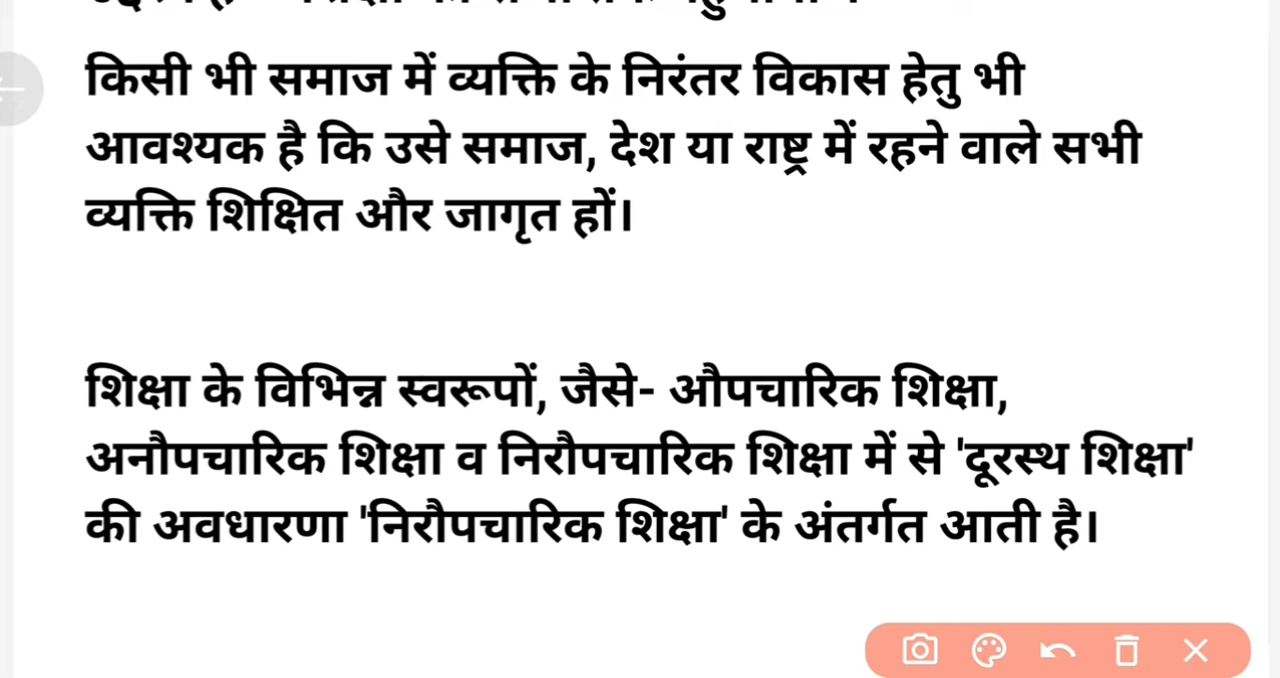 किसी भी समाज में व्यक्ति के निरंतर विकास हेतु भी
आवश्यक है कि उसे समाज, देश या राष्ट्र में रहने वाले सभी
व्यक्ति शिक्षित और जागृत हों।
शिक्षा के विभिन्न स्वरूपों, जैसे- औपचारिक शिक्षा,
अनौपचारिक शिक्षा व निरौपचारिक शिक्षा में से 'दूरस्थ शिक्षा'
की अवधारणा 'निरौपचारिक शिक्षा' के अंतर्गत आती है।